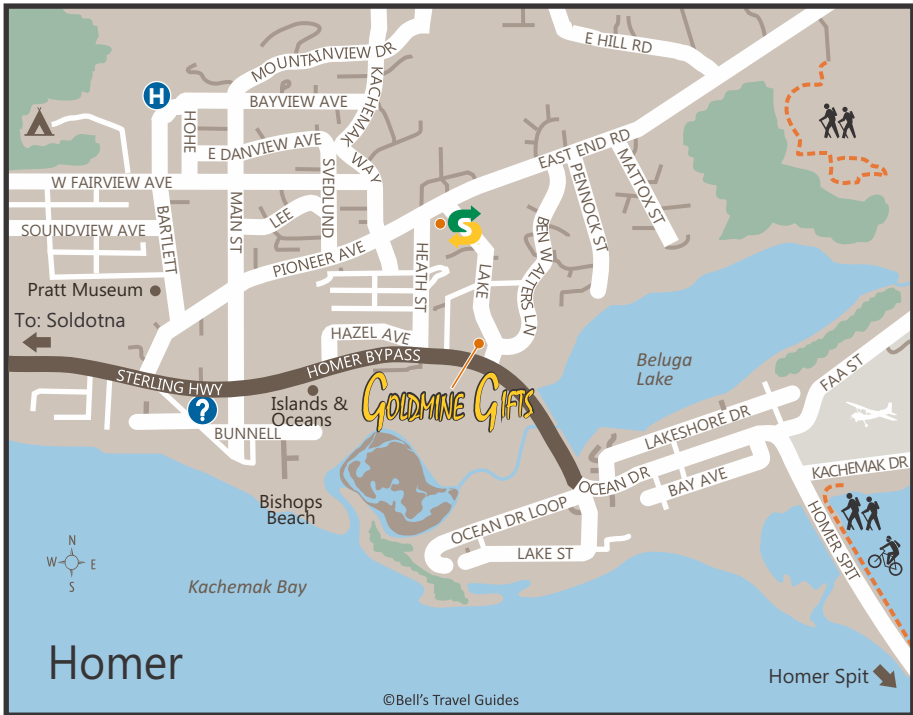 E HILL RD
MOUNTAINVIEW DR
KACHEMAK WAY
H
BAYVIEW AVE
HOHE
E DANVIEW AVE
EAST END RD
MATTOX ST
PENNOCK ST
SVEDLUND
W FAIRVIEW AVE
BARTLETT
MAIN ST
LEE
S
SOUNDVIEW AVE
PIONEER AVE
HEATH ST
LAKE
BEN WALTERS LN
Pratt Museum
To: Soldotna
HAZEL AVE
HOMER BYPASS
STERLING HWY
Beluga
Lake
FAA ST
GOLDMINE GIFTS
?
Islands &
Oceans
BUNNELL
LAKESHORE DR
OCEAN DR
BAY AVE
KACHEMAK DR
Bishops
Beach
OCEAN DR LOOP
LAKE ST
HOMER SPIT
N
W E
S
Kachemak Bay
Homer
Homer Spit
©Bell's Travel Guides